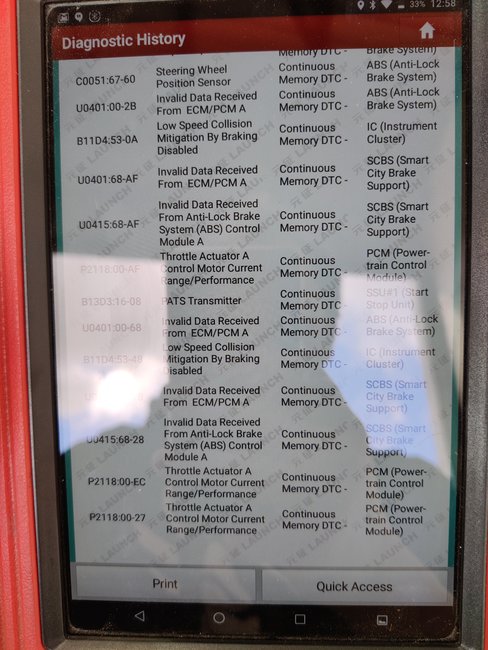 33% 12:58
Diagnostic History
Memory DTC - Brake System)
C0051:67-60 Steering Wheel Position Sensor Continuous Memory DTC - ABS (Anti-Lock Brake System)
U0401:00-2B Invalid Data Received From ECM/PCM A Continuous Memory DTC - ABS (Anti-Lock Brake System)
B11D4:53-0A Low Speed Collision Mitigation By Braking Disabled Continuous Memory DTC - IC (Instrument Cluster)
U0401:68-AF Invalid Data Received From ECM/PCM A Continuous Memory DTC - SCBS (Smart City Brake Support)
U0415:68-AF Invalid Data Received From Anti-Lock Brake System (ABS) Control Module A Continuous Memory DTC - SCBS (Smart City Brake Support)
P2118:00-AF Throttle Actuator A Control Motor Current Range/Performance Continuous Memory DTC - PCM (Power-train Control Module)
B13D3:16-08 PATS Transmitter Continuous Memory DTC - SSU#1 (Start Stop Unit)
U0401:00-68 Invalid Data Received From ECM/PCM A Continuous Memory DTC - ABS (Anti-Lock Brake System)
B11D4:53-48 Low Speed Collision Mitigation By Braking Disabled Continuous Memory DTC - IC (Instrument Cluster)
Invalid Data Received From ECM/PCM A Continuous Memory DTC - SCBS (Smart City Brake Support)
U0415:68-28 Invalid Data Received From Anti-Lock Brake System (ABS) Control Module A Continuous Memory DTC - SCBS (Smart City Brake Support)
P2118:00-EC Throttle Actuator A Control Motor Current Range/Performance Continuous Memory DTC - PCM (Power-train Control Module)
P2118:00-27 Throttle Actuator A Control Motor Current Range/Performance Continuous Memory DTC - PCM (Power-train Control Module)
Print Quick Access